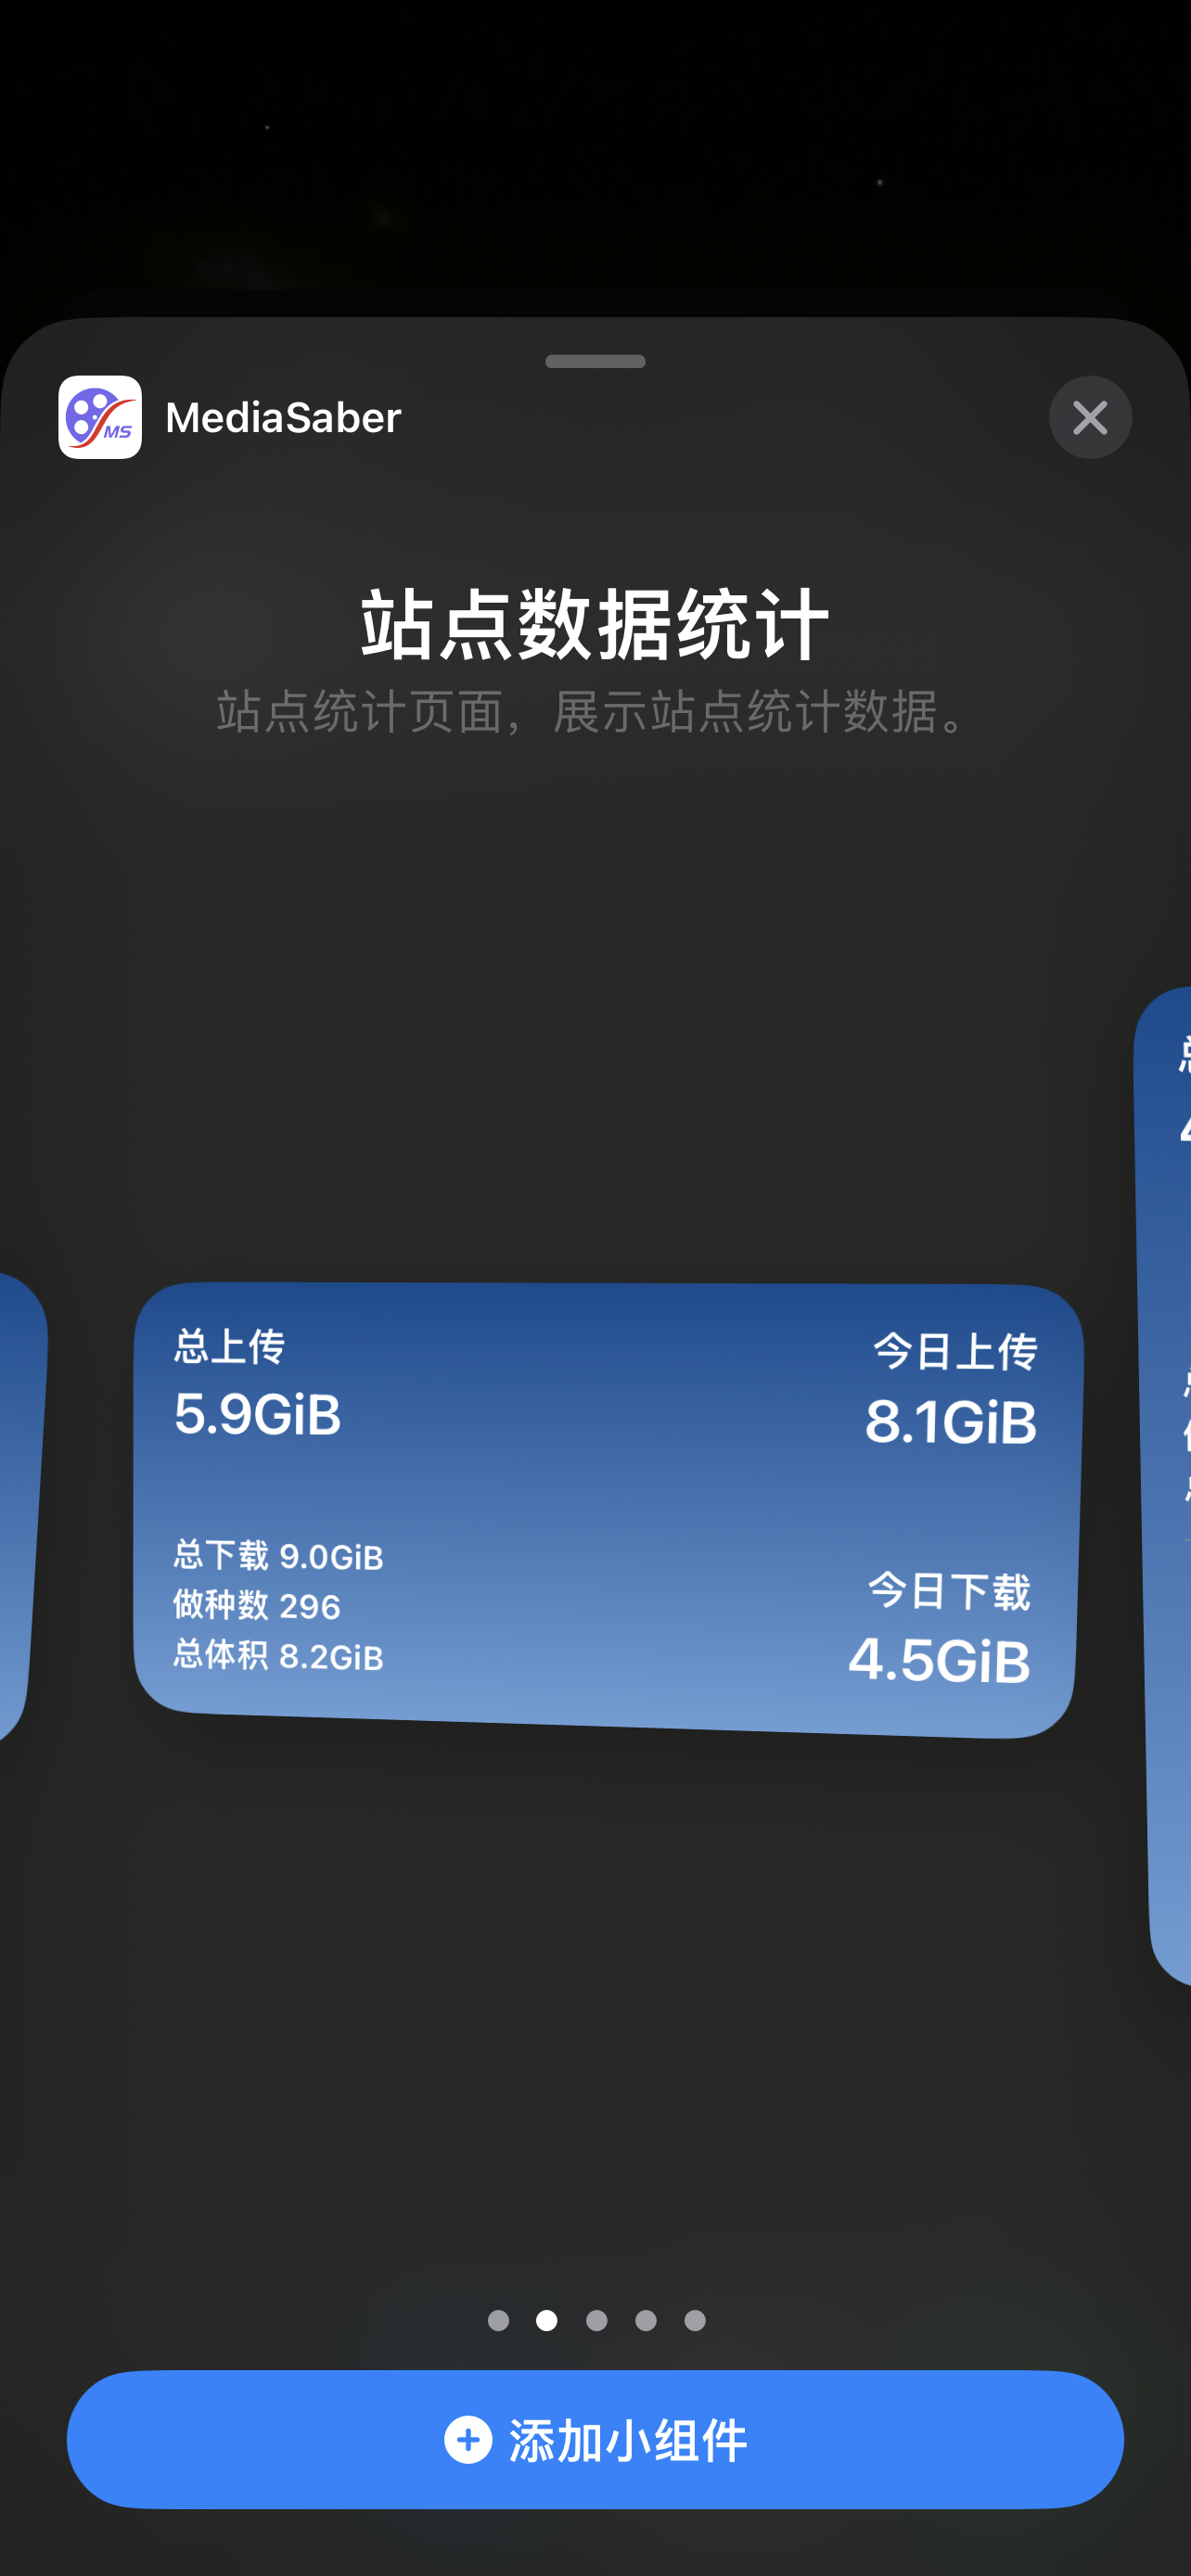 MS
MediaSaber
站点数据统计
站点统计页面，展示站点统计数据。
总上传
5.9GiB
今日上传
8.1GiB
总下载 9.0GiB
做种数 296
总体积 8.2GiB
今日下载
4.5GiB
添加小组件